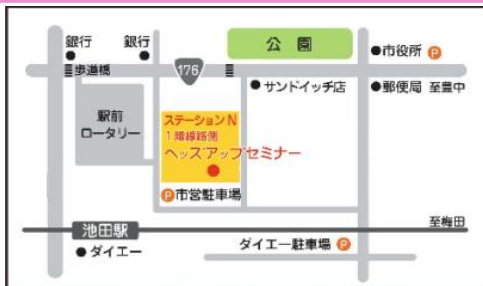 銀行 銀行
公園
●市役所 P
歩道橋
176
●サンドイッチ店
●郵便局 至豊中
駅前
ロータリー
ステーションN
1階線路側
ヘッズアップセミナー
P市営駐車場
至梅田
池田駅
●ダイエー
ダイエー駐車場 P